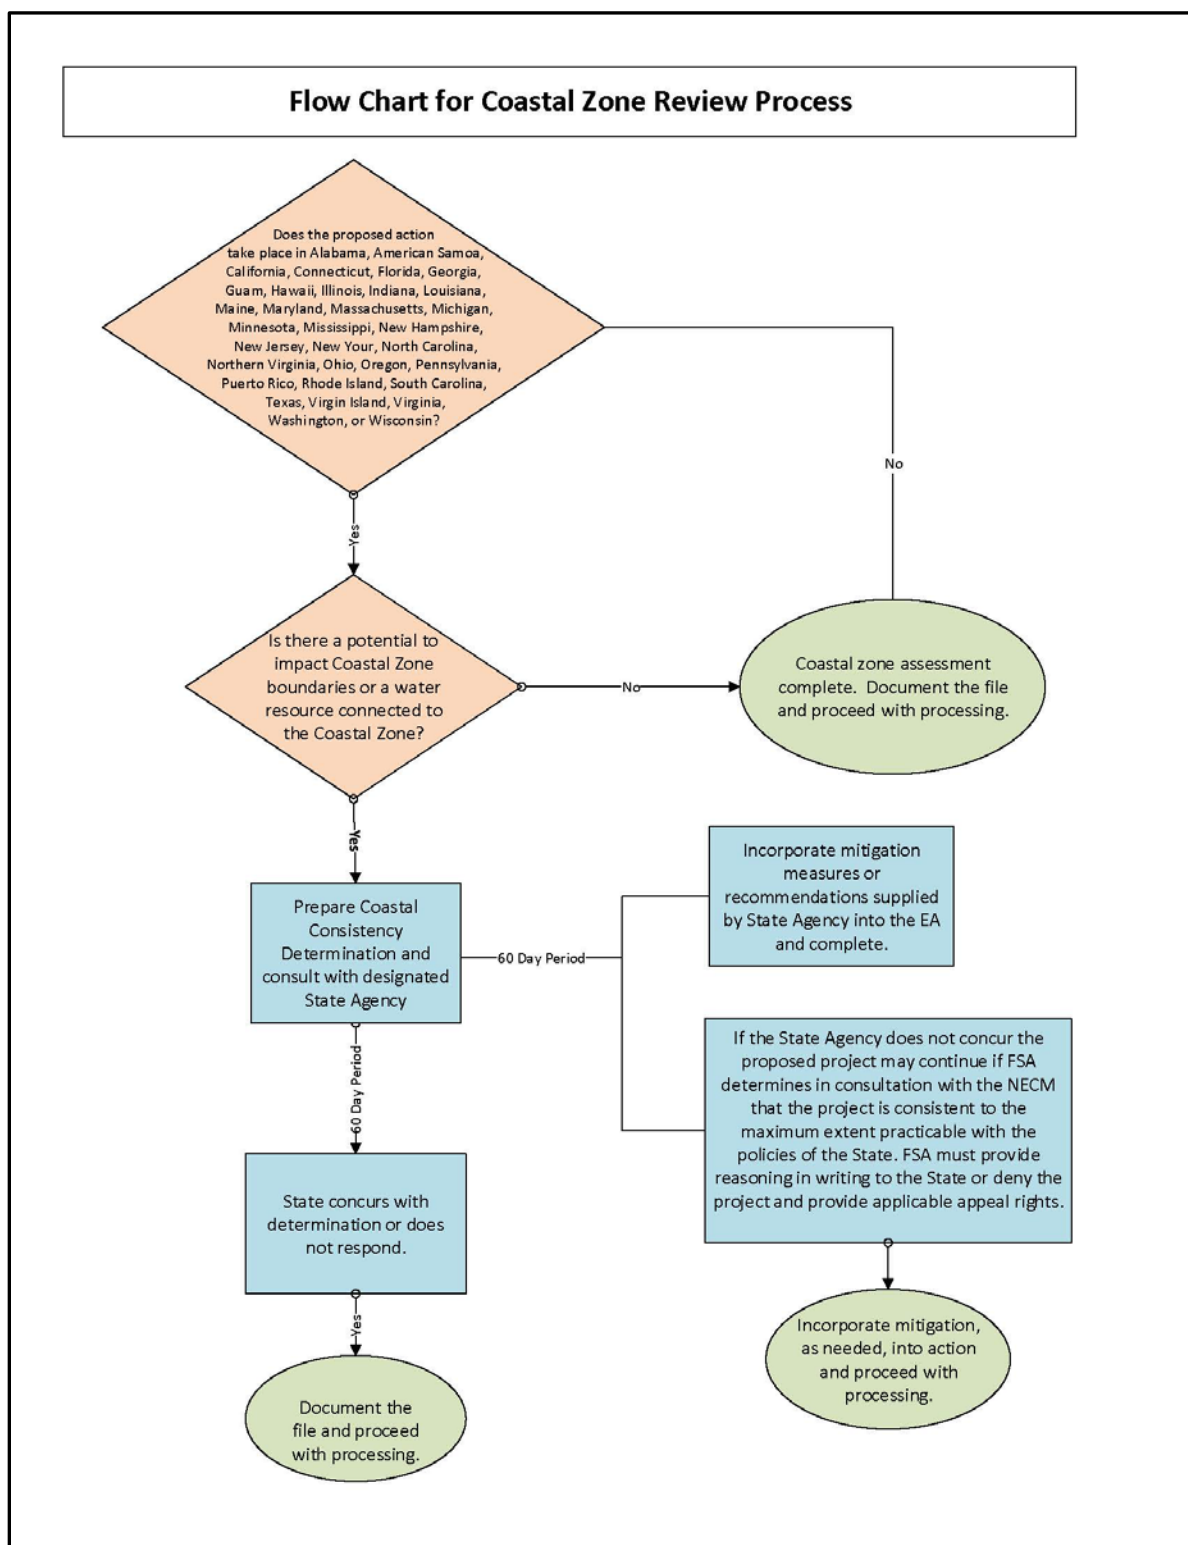 Flow Chart for Coastal Zone Review Process
Does the proposed action
take place in Alabama, American Samoa,
California, Connecticut, Florida, Georgia,
Guam, Hawaii, Illinois, Indiana, Louisiana,
Maine, Maryland, Massachusetts, Michigan,
Minnesota, Mississippi, New Hampshire,
New Jersey, New Your, North Carolina,
Northern Virginia, Ohio, Oregon, Pennsylvania,
Puerto Rico, Rhode Island, South Carolina,
Texas, Virgin Island, Virginia,
Washington, or Wisconsin?
No
Yes
Is there a potential to
impact Coastal Zone
boundaries or a water
resource connected to
the Coastal Zone?
No
Coastal zone assessment
complete. Document the file
and proceed with processing.
Yes
Prepare Coastal
Consistency
Determination and
consult with designated
State Agency
60 Day Period
Incorporate mitigation
measures or
recommendations supplied
by State Agency into the EA
and complete.
If the State Agency does not concur the
proposed project may continue if FSA
determines in consultation with the NECM
that the project is consistent to the
maximum extent practicable with the
policies of the State. FSA must provide
reasoning in writing to the State or deny the
project and provide applicable appeal rights.
60 Day Period
State concurs with
determination or does
not respond.
Yes
Document the
file and proceed
with processing.
Incorporate mitigation,
as needed, into action
and proceed with
processing.